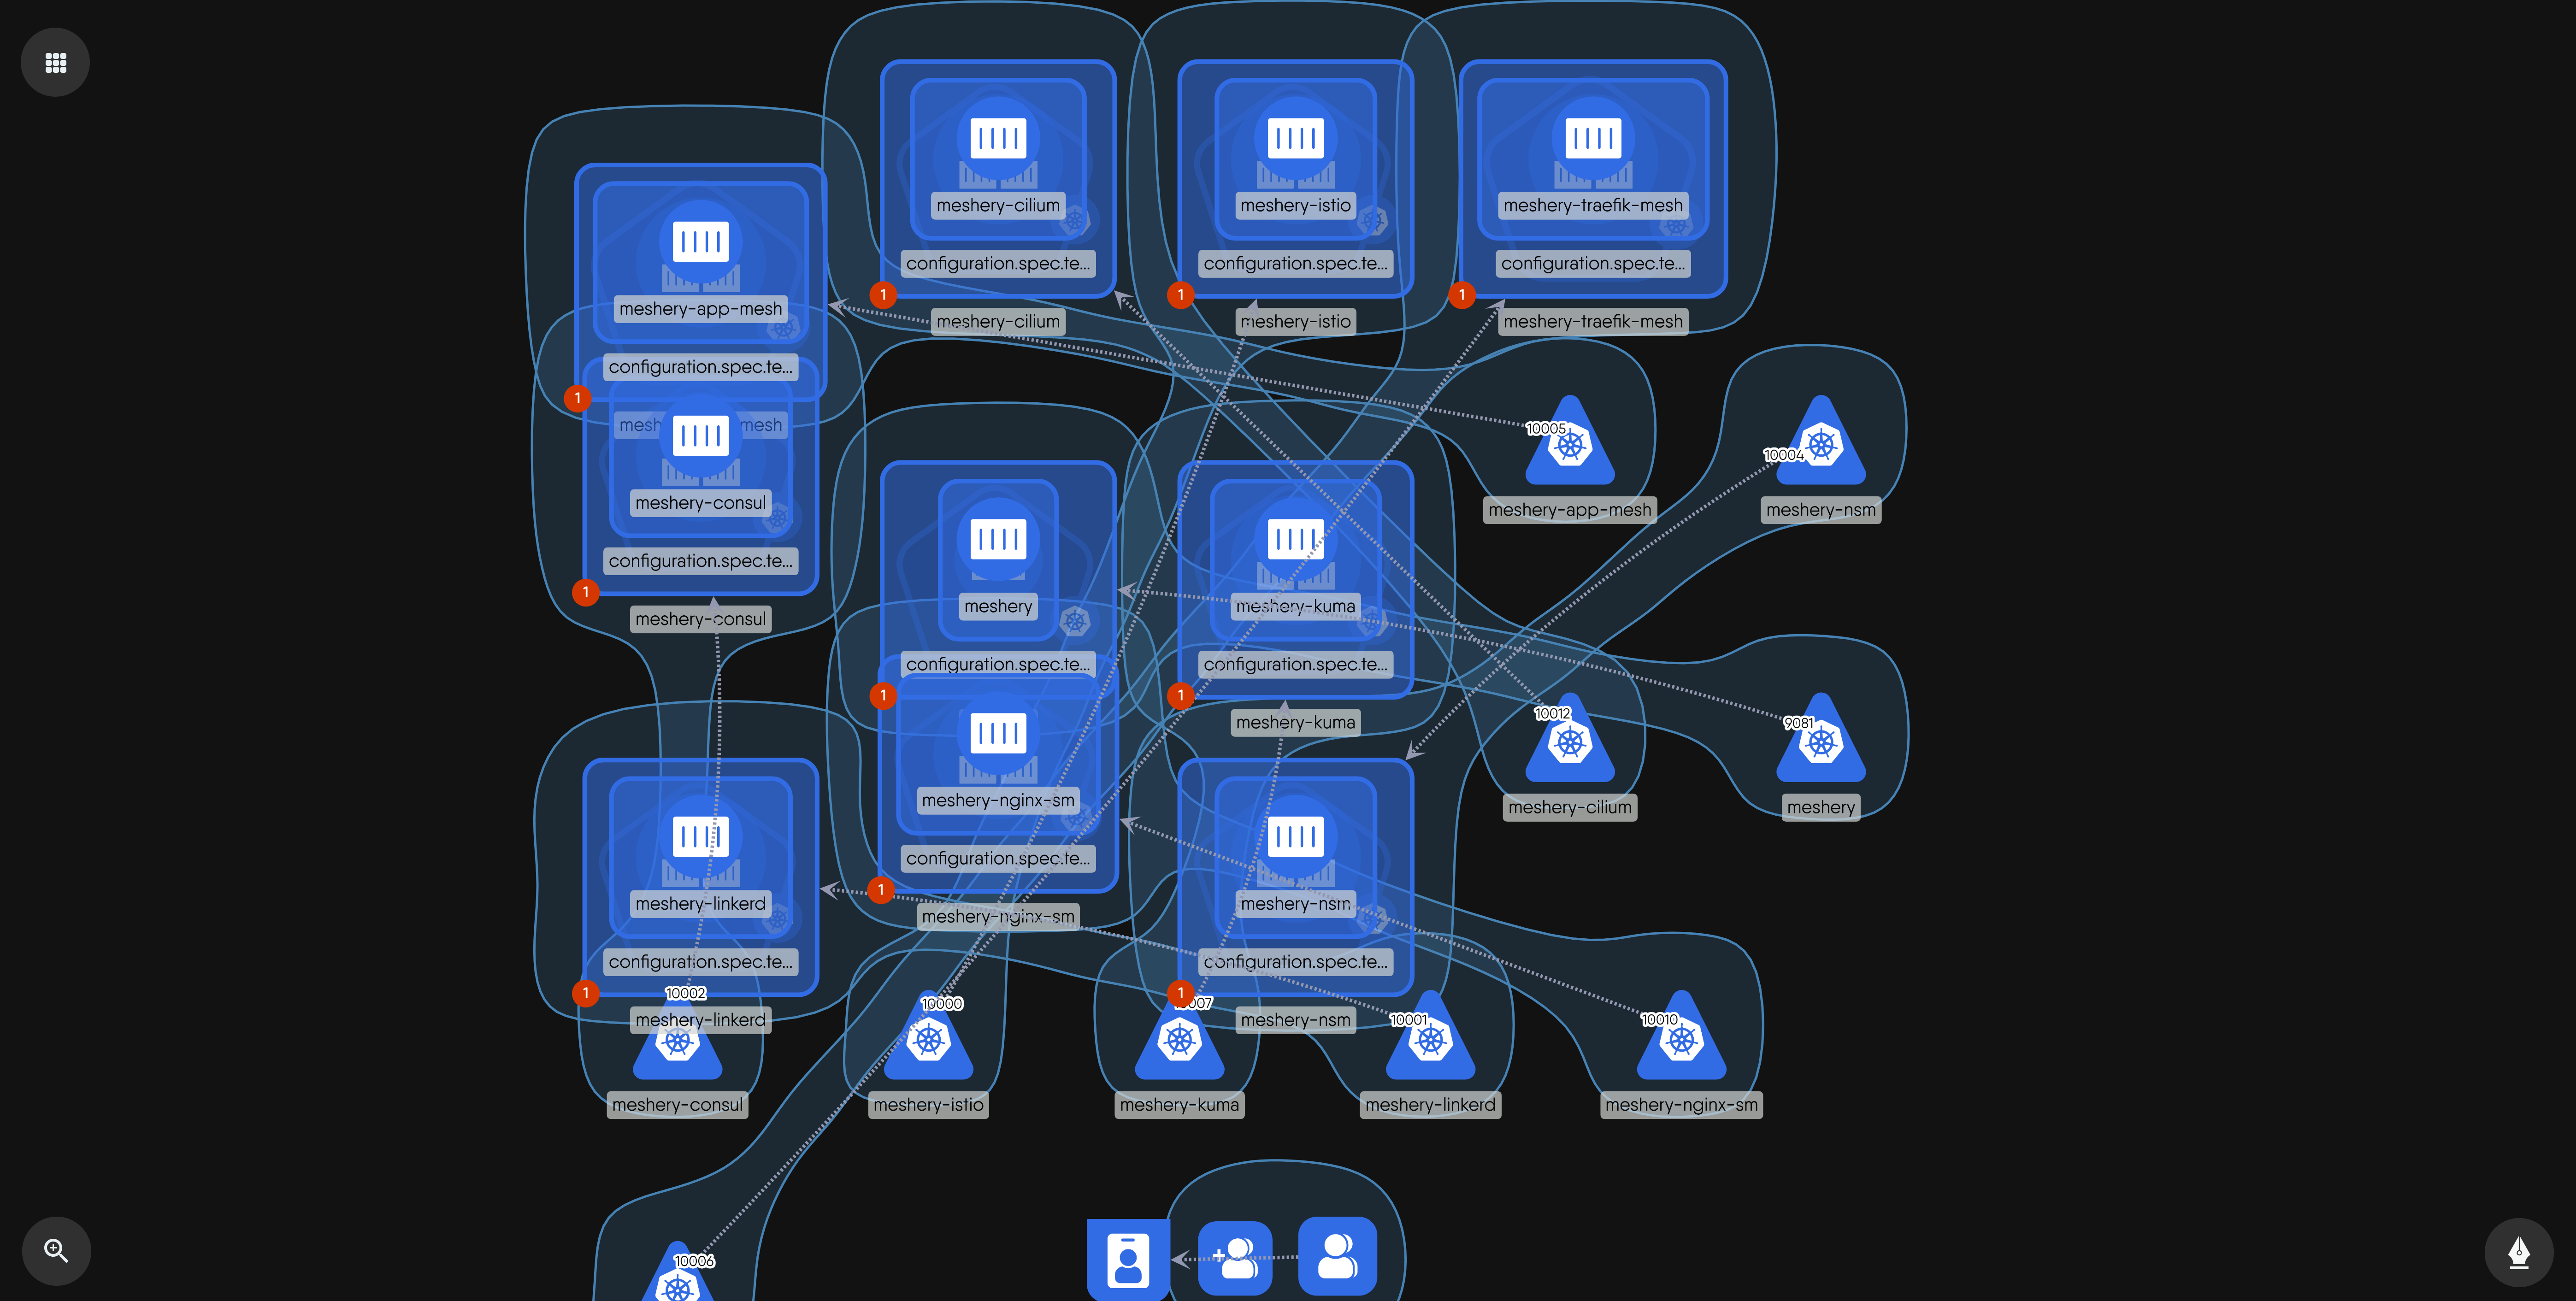 meshery-cilium
configuration.spec.te...
1
meshery-cilium
meshery-istio
configuration.spec.te...
1
meshery-istio
meshery-traefik-mesh
configuration.spec.te...
1
meshery-traefik-mesh
meshery-app-mesh
configuration.spec.te...
1
meshery-consul
configuration.spec.te...
1
meshery-consul
10005
meshery-app-mesh
10004
meshery-nsm
meshery
configuration.spec.te...
1
meshery-kuma
configuration.spec.te...
1
meshery-kuma
10012
meshery-cilium
9081
meshery
meshery-nginx-sm
configuration.spec.te...
1
meshery-nginx-sm
meshery-linkerd
configuration.spec.te...
1
meshery-linkerd
meshery-nsm
configuration.spec.te...
1
meshery-nsm
10002
meshery-consul
10000
meshery-istio
meshery-kuma
10001
meshery-linkerd
10010
meshery-nginx-sm
10006